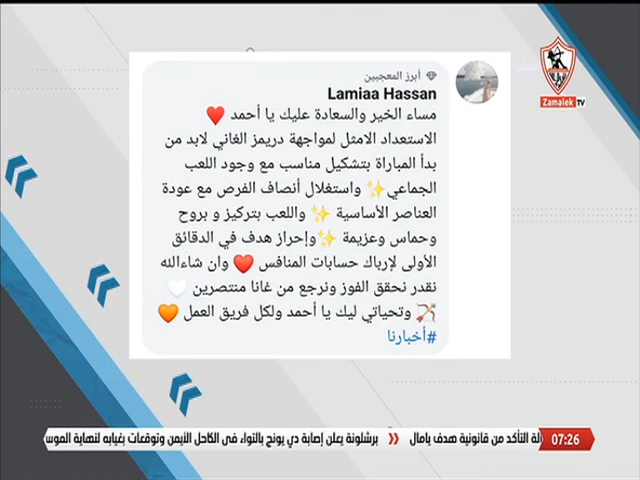 أبرز المعجبين
Lamiaa Hassan
مساء الخير والسعادة عليك يا أحمد ❤️
الاستعداد الامثل لمواجهة دريمز الغاني لابد من
بدأ المباراة بتشكيل مناسب مع وجود اللعب
الجماعي✨ واستغلال أنصاف الفرص مع عودة
العناصر الأساسية ✨ واللعب بتركيز و بروح
وحماس وعزيمة ✨وإحراز هدف في الدقائق
الأولى لإرباك حسابات المنافس ❤️ وان شاءالله
نقدر نحقق الفوز ونرجع من غانا منتصرين 🤍
🏹 وتحياتي ليك يا أحمد ولكل فريق العمل 🧡
#أخبارنا
Zamalek TV
07:26 لة التأكد من قانونية هدف يامال » برشلونة يعلن إصابة دي يونج بالتواء فى الكاحل الأيمن وتوقعات بغيابه لنهاية الموس